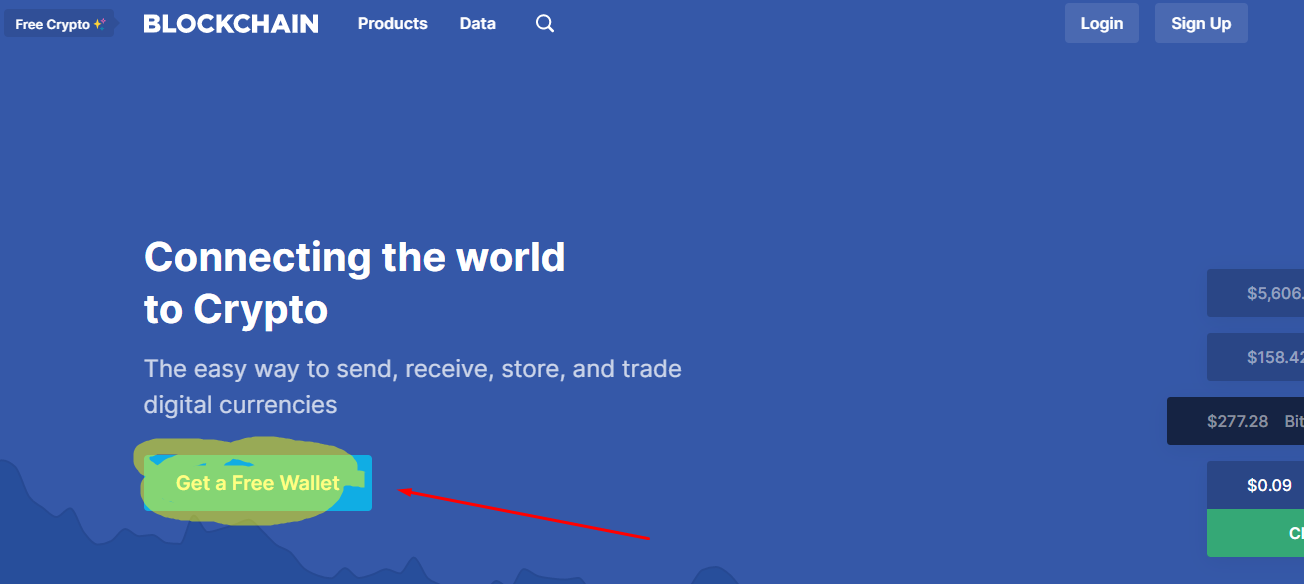 Free Crypto
BLOCKCHAIN
Products
Data
Login
Sign Up
Connecting the world
to Crypto
The easy way to send, receive, store, and trade
digital currencies
Get a Free Wallet
$5,606.
$158.42
$277.28 Bit
$0.09